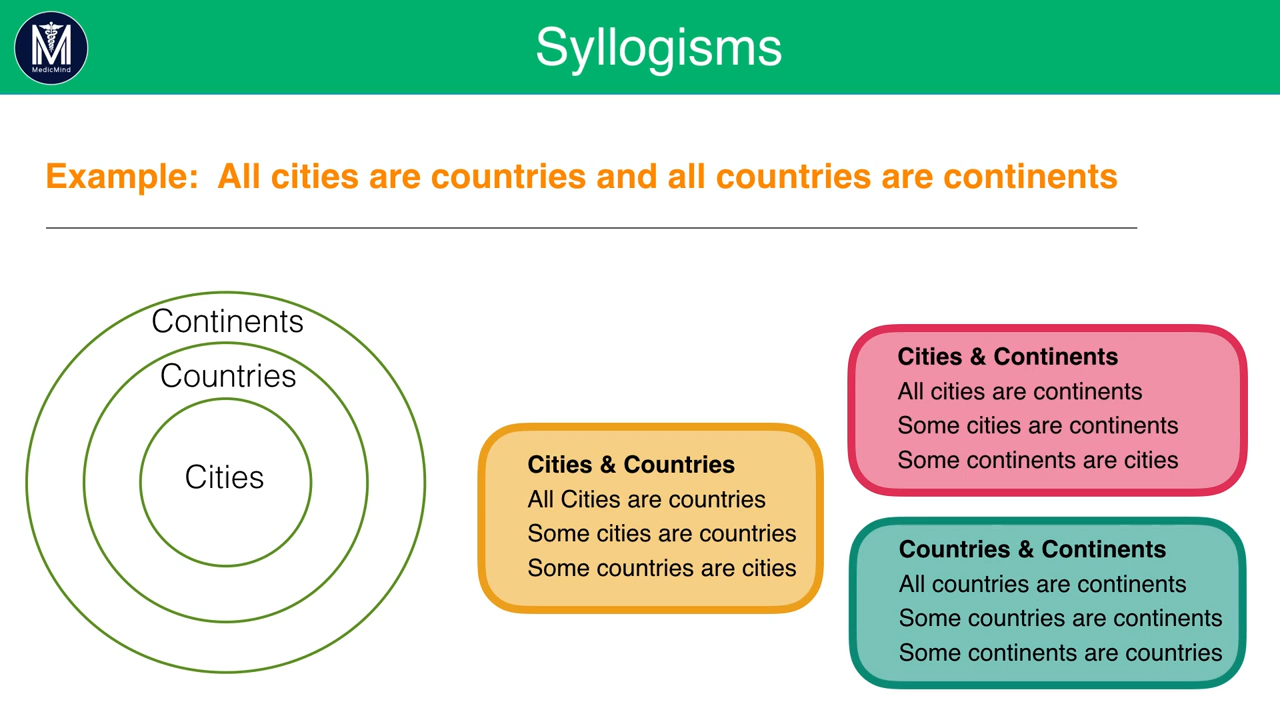 MedicMind
Syllogisms
Example: All cities are countries and all countries are continents
Continents
Countries
Cities
Cities & Countries
All Cities are countries
Some cities are countries
Some countries are cities
Cities & Continents
All cities are continents
Some cities are continents
Some continents are cities
Countries & Continents
All countries are continents
Some countries are continents
Some continents are countries